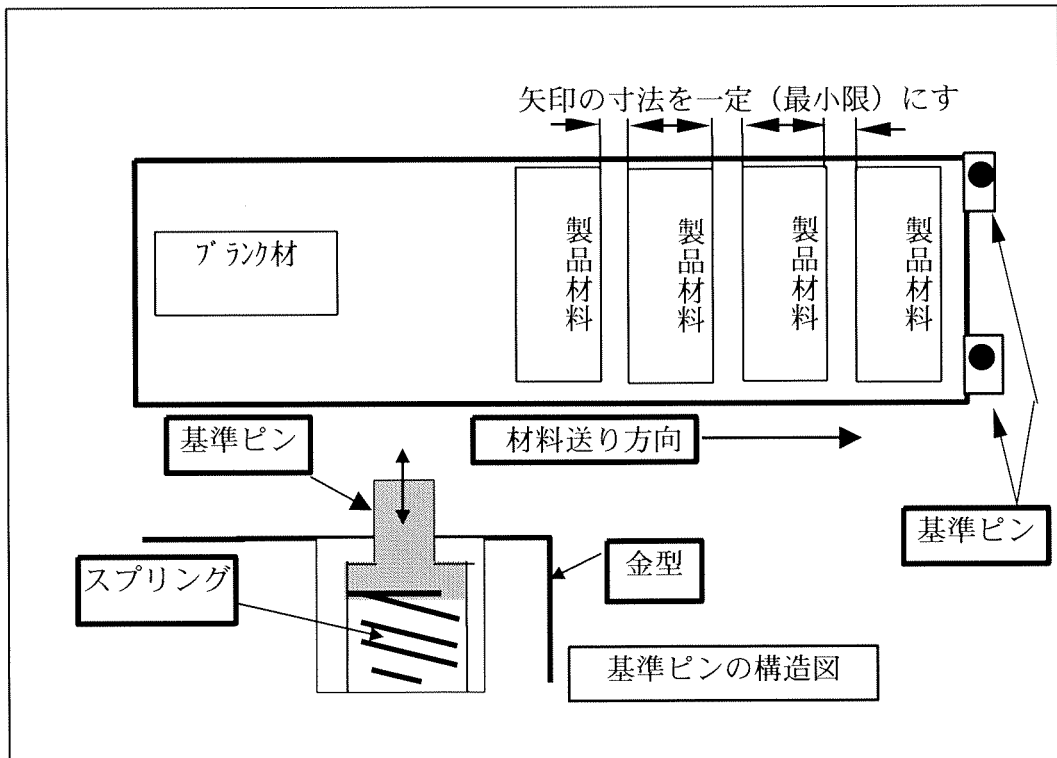 矢印の寸法を一定（最小限）にす
ブランク材
製品材料
製品材料
製品材料
製品材料
基準ピン
材料送り方向
基準ピン
スプリング
金型
基準ピンの構造図